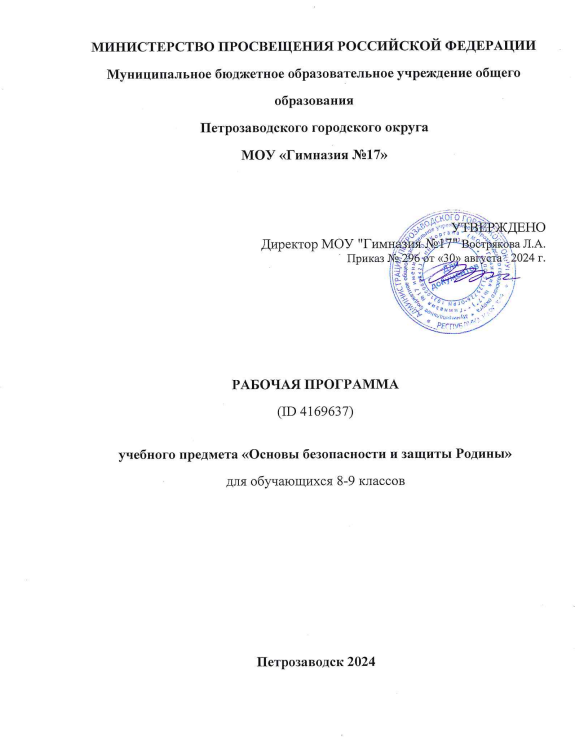 МИНИСТЕРСТВО ПРОСВЕЩЕНИЯ РОССИЙСКОЙ ФЕДЕРАЦИИ
Муниципальное бюджетное образовательное учреждение общего
образования
Петрозаводского городского округа
МОУ «Гимназия №17»
УТВЕРЖДЕНО
Директор МОУ "Гимназия №17" Вострякова Л.А.
Приказ № 296 от «30» августа 2024 г.
для
документов
РАБОЧАЯ ПРОГРАММА
(ID 4169637)
учебного предмета «Основы безопасности и защиты Родины»
для обучающихся 8-9 классов
Петрозаводск 2024